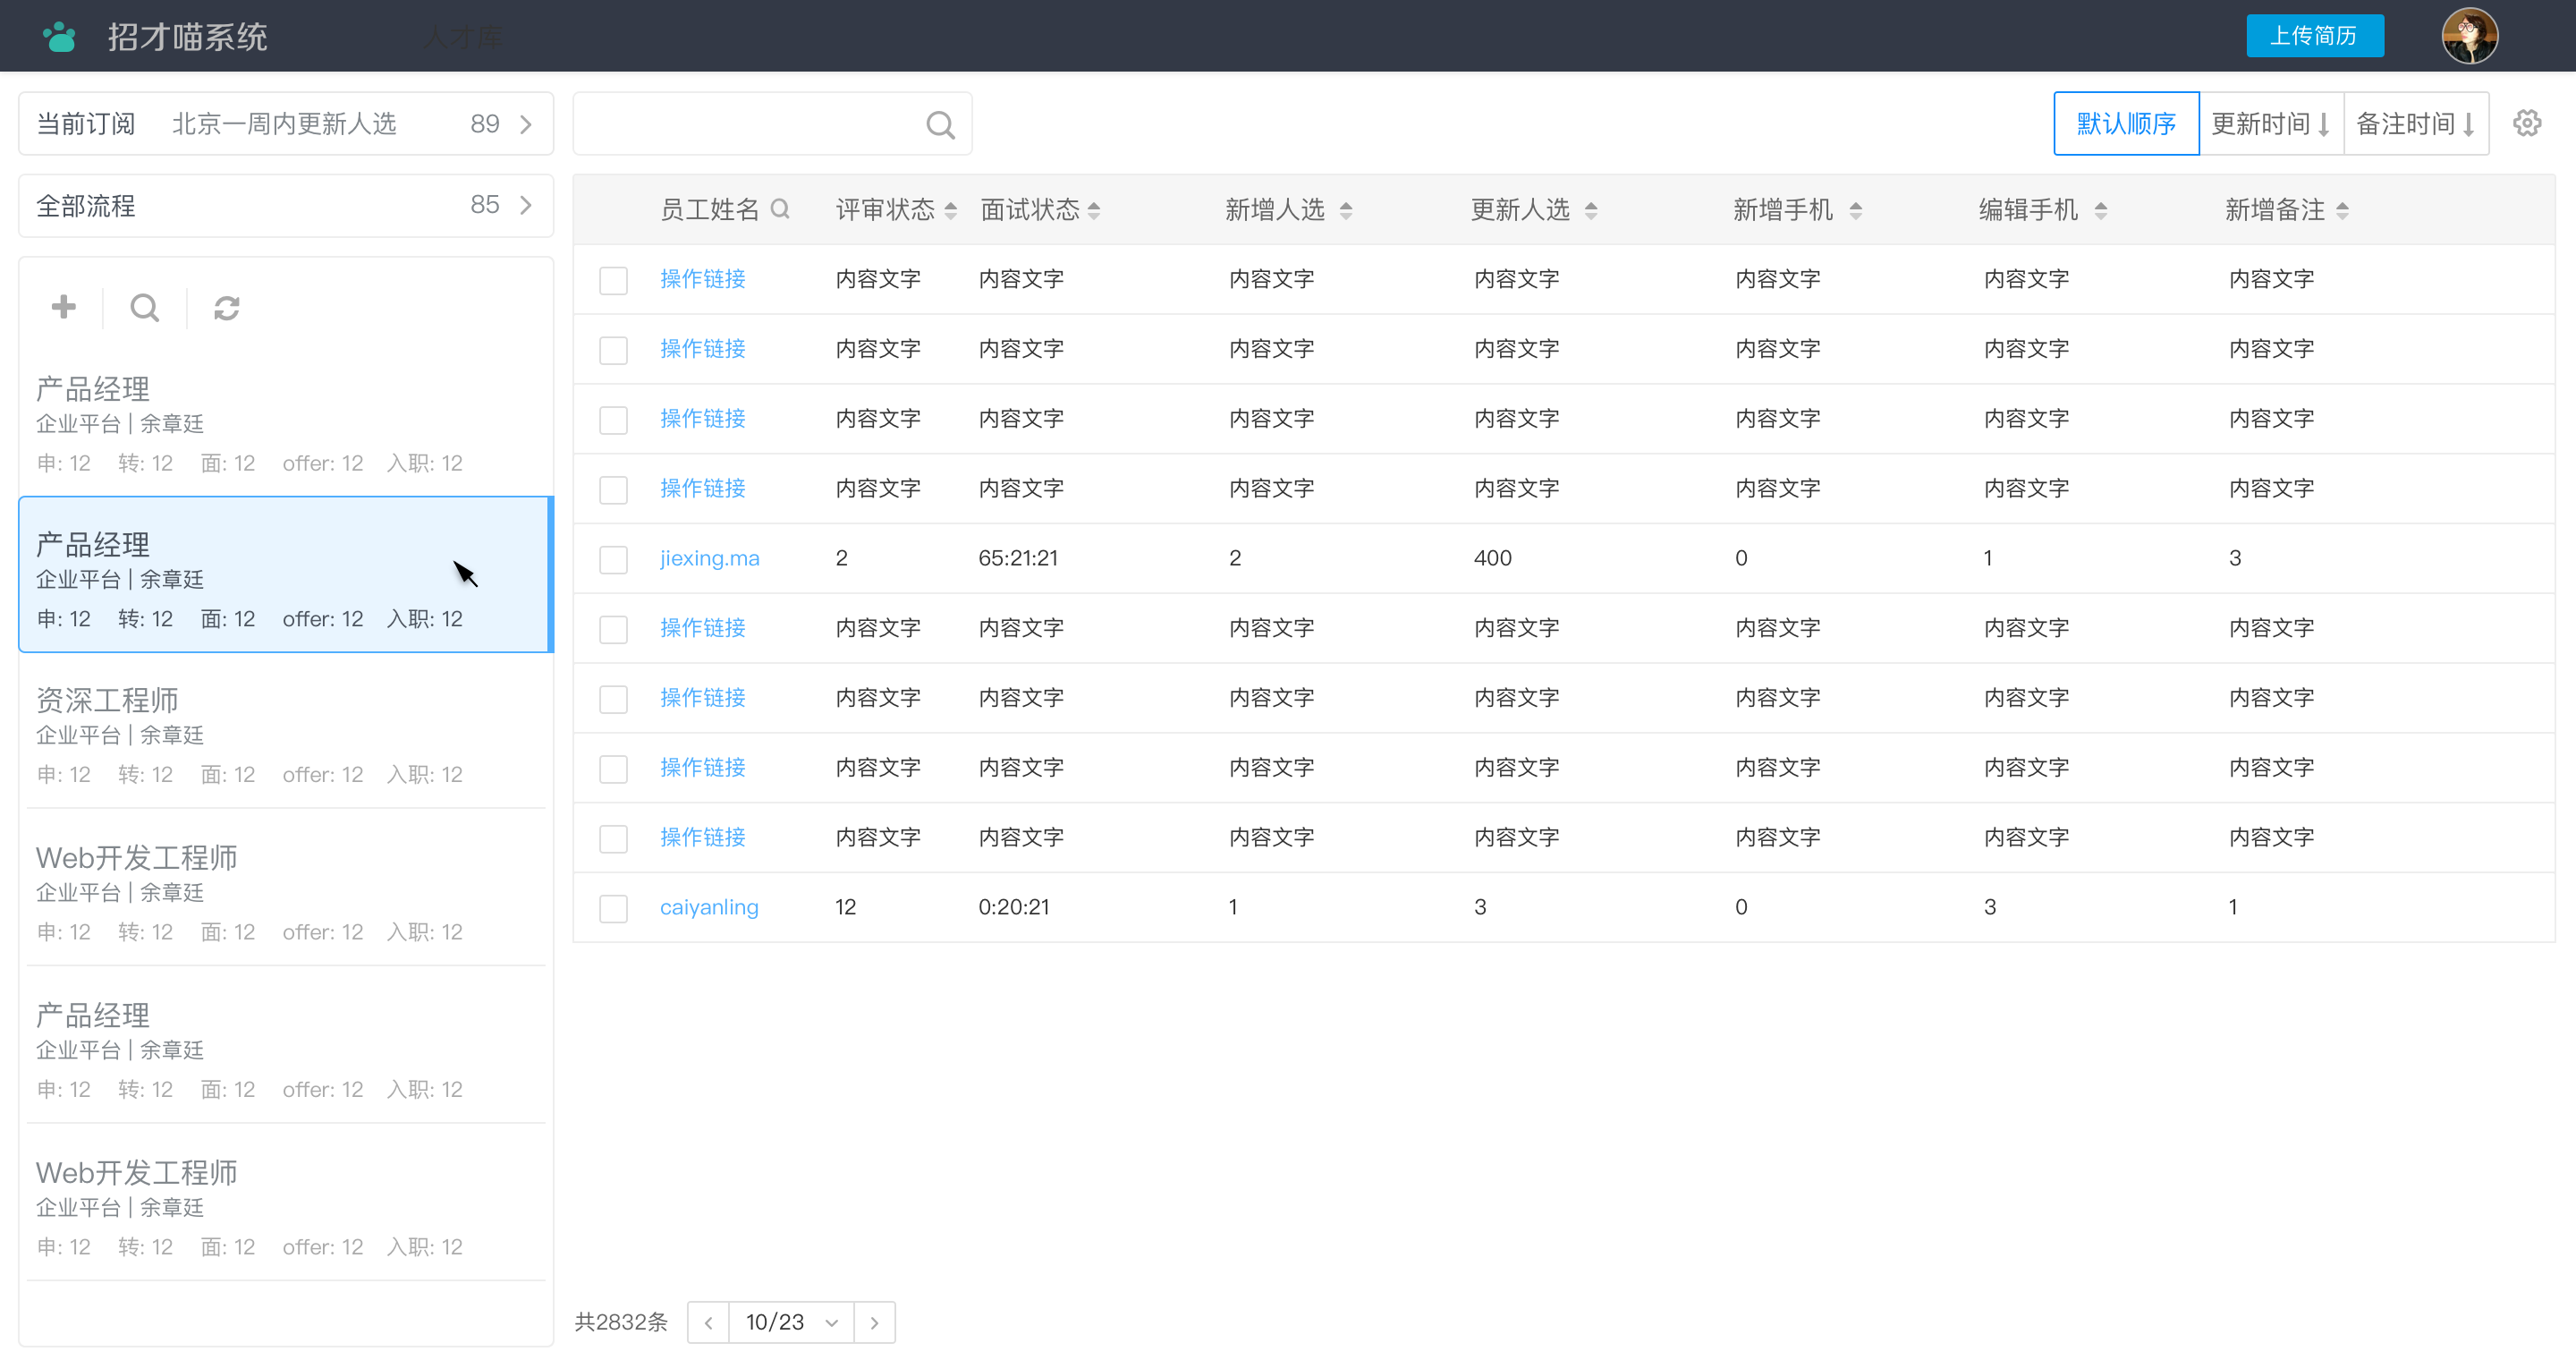 招才喵系统 人才库 上传简历
当前订阅 北京一周内更新人选 89
默认顺序 更新时间 备注时间
全部流程 85
产品经理
企业平台 | 余章廷
申: 12 转: 12 面: 12 offer: 12 入职: 12
产品经理
企业平台 | 余章廷
申: 12 转: 12 面: 12 offer: 12 入职: 12
资深工程师
企业平台 | 余章廷
申: 12 转: 12 面: 12 offer: 12 入职: 12
Web开发工程师
企业平台 | 余章廷
申: 12 转: 12 面: 12 offer: 12 入职: 12
产品经理
企业平台 | 余章廷
申: 12 转: 12 面: 12 offer: 12 入职: 12
Web开发工程师
企业平台 | 余章廷
申: 12 转: 12 面: 12 offer: 12 入职: 12
员工姓名 评审状态 面试状态 新增人选 更新人选 新增手机 编辑手机 新增备注
操作链接 内容文字 内容文字 内容文字 内容文字 内容文字 内容文字 内容文字
操作链接 内容文字 内容文字 内容文字 内容文字 内容文字 内容文字 内容文字
操作链接 内容文字 内容文字 内容文字 内容文字 内容文字 内容文字 内容文字
操作链接 内容文字 内容文字 内容文字 内容文字 内容文字 内容文字 内容文字
jiexing.ma 2 65:21:21 2 400 0 1 3
操作链接 内容文字 内容文字 内容文字 内容文字 内容文字 内容文字 内容文字
操作链接 内容文字 内容文字 内容文字 内容文字 内容文字 内容文字 内容文字
操作链接 内容文字 内容文字 内容文字 内容文字 内容文字 内容文字 内容文字
操作链接 内容文字 内容文字 内容文字 内容文字 内容文字 内容文字 内容文字
caiyanling 12 0:20:21 1 3 0 3 1
共2832条 10/23